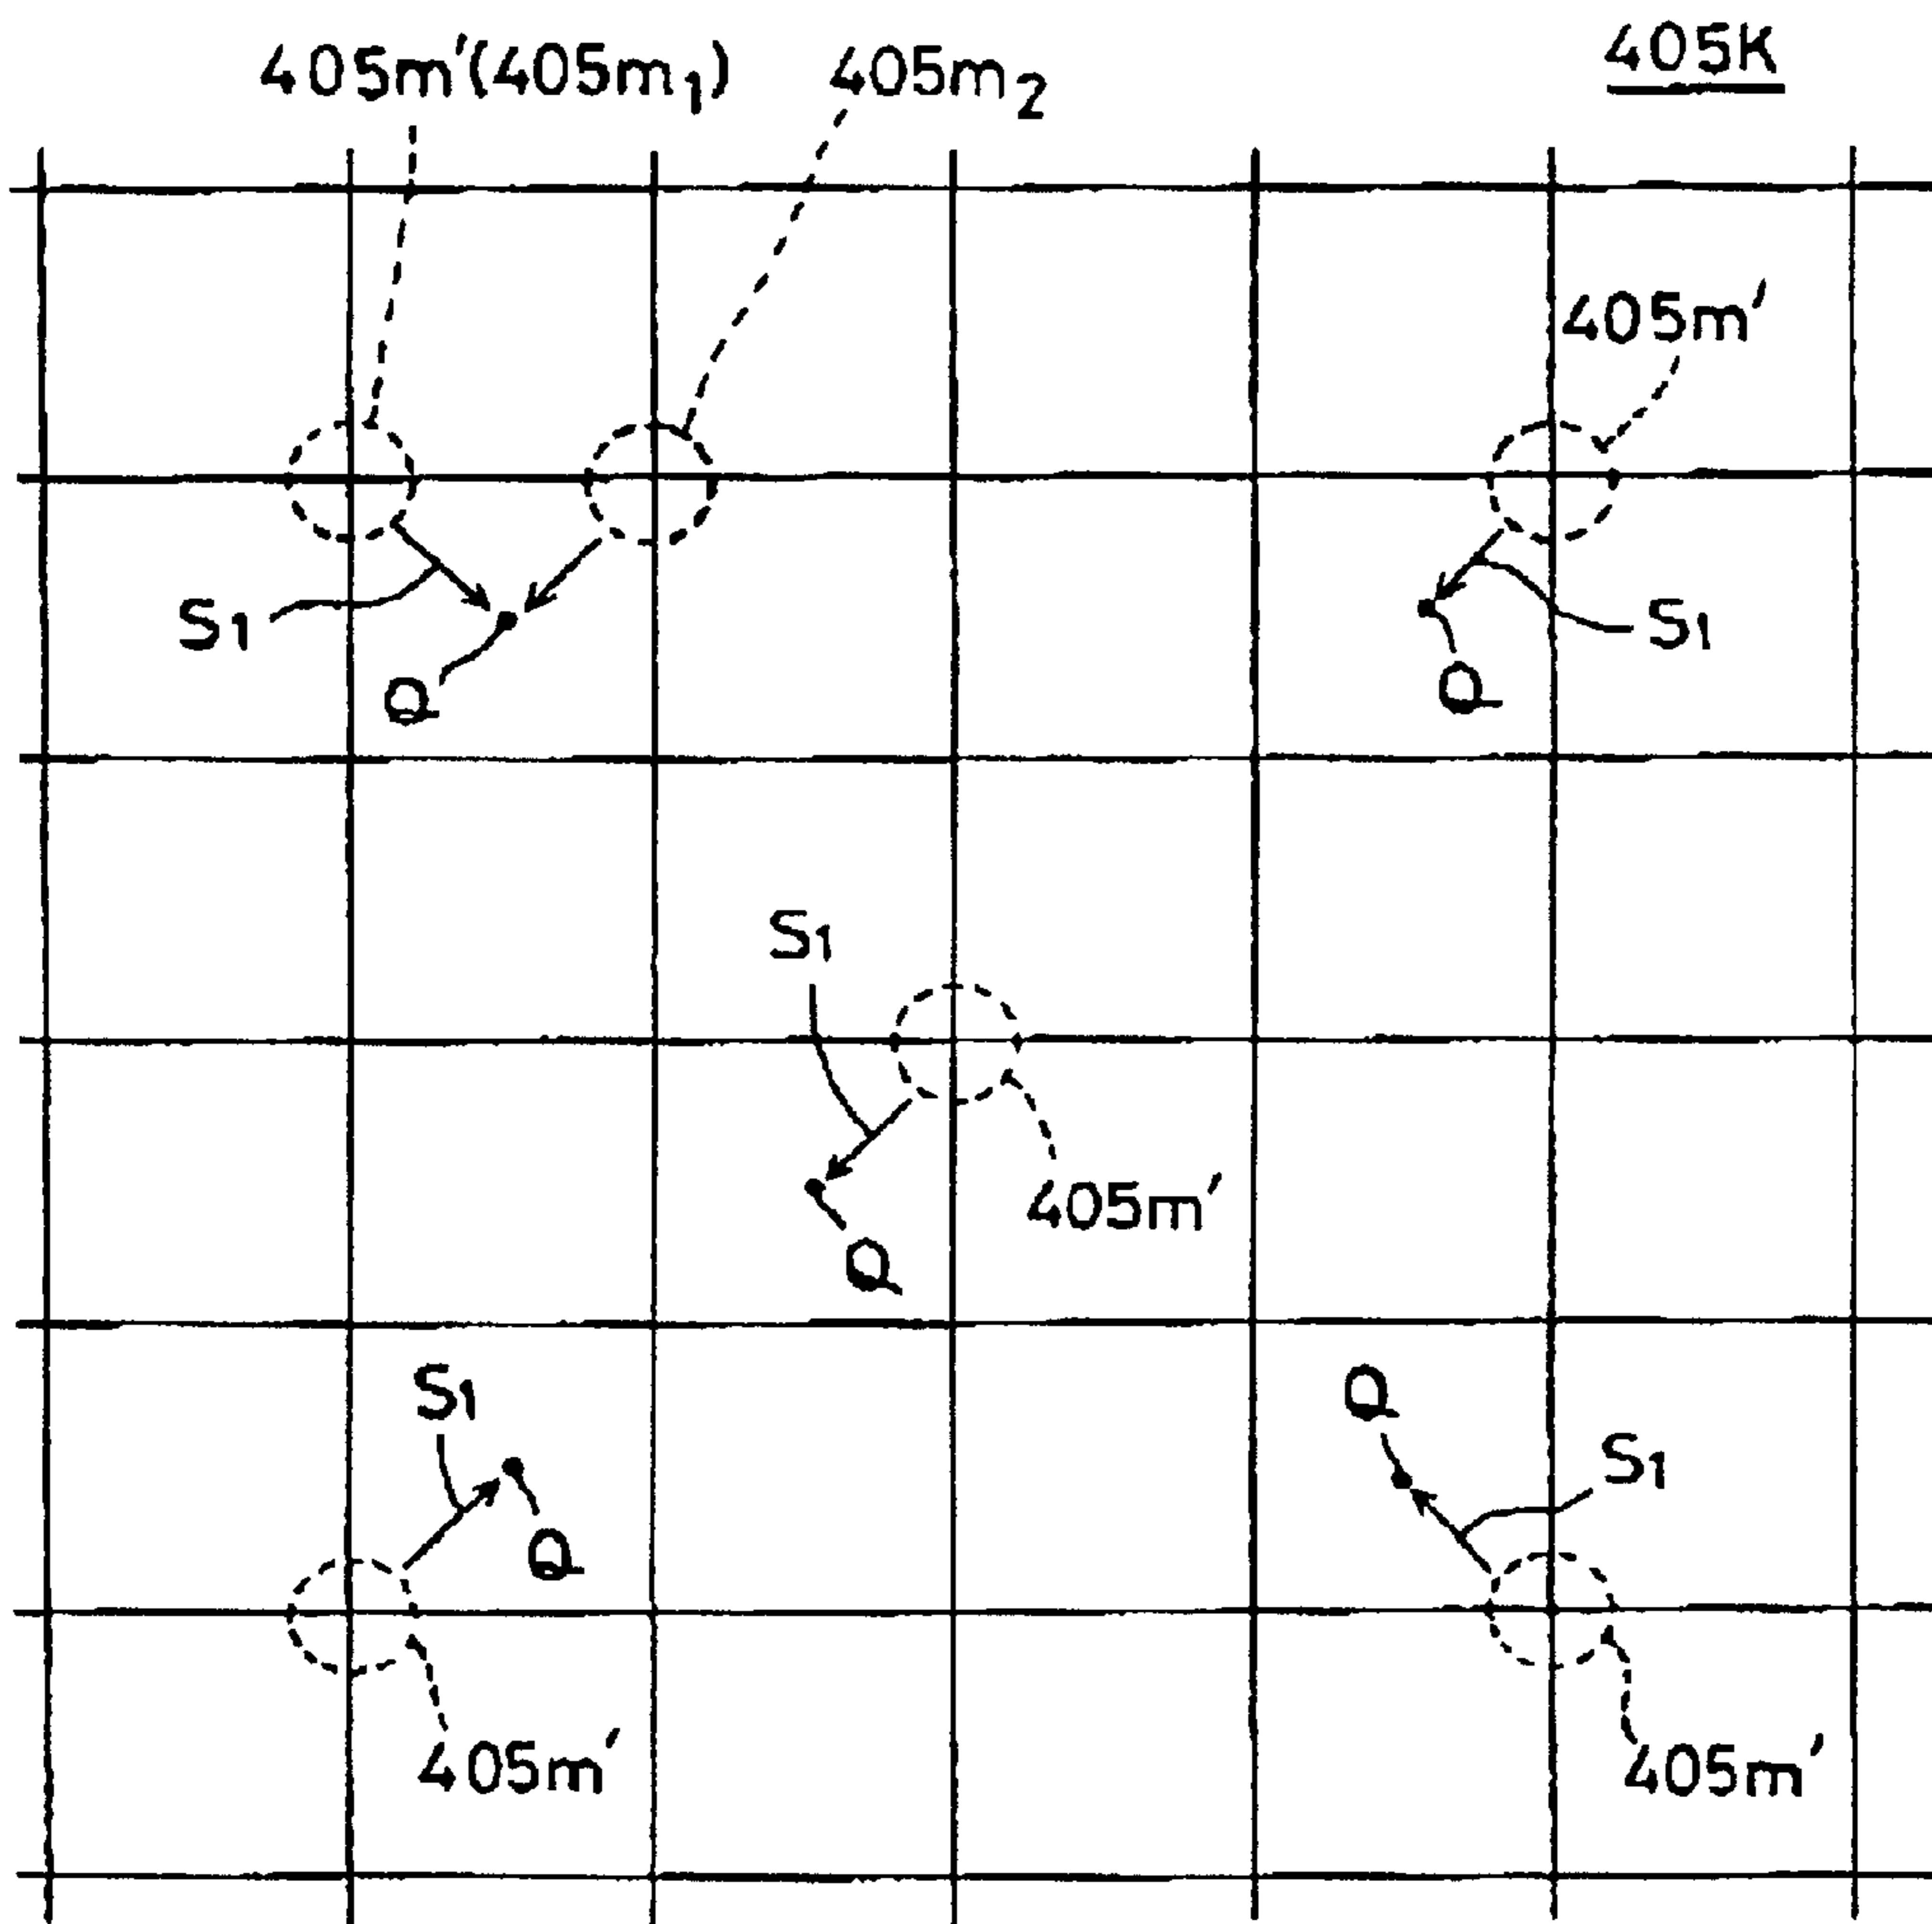 405m'(405m₁) 405m₂ 405K
405m'
S₁ Q Q S₁
S₁
405m'
Q
S₁ Q S₁
Q
405m' 405m'